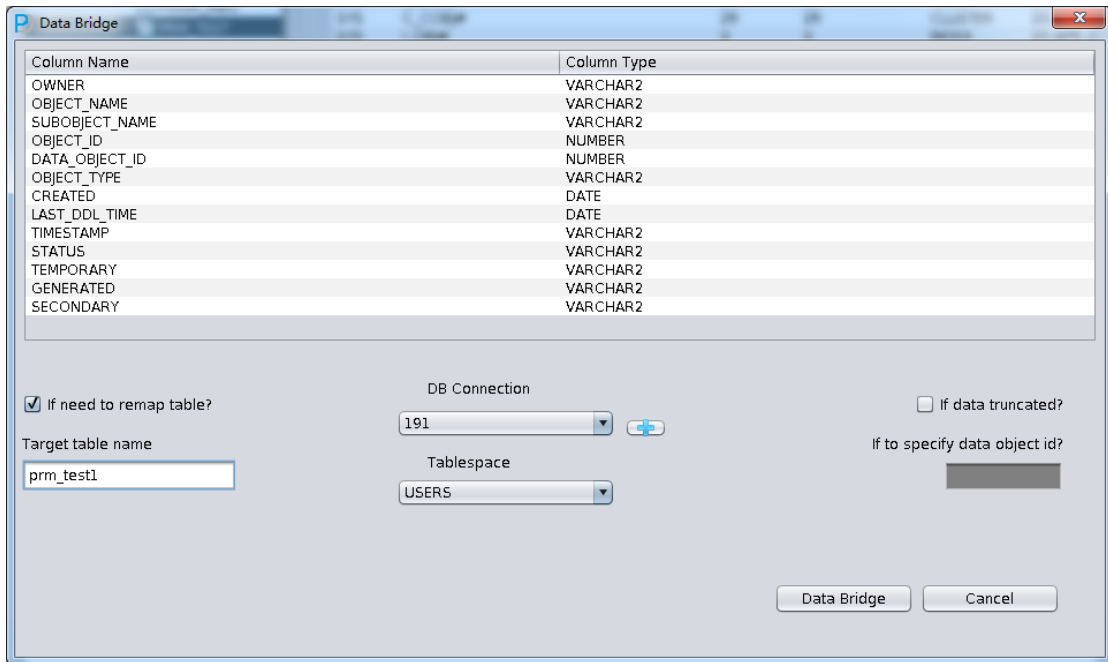 Data Bridge
Column Name Column Type
OWNER VARCHAR2
OBJECT_NAME VARCHAR2
SUBOBJECT_NAME VARCHAR2
OBJECT_ID NUMBER
DATA_OBJECT_ID NUMBER
OBJECT_TYPE VARCHAR2
CREATED DATE
LAST_DDL_TIME DATE
TIMESTAMP VARCHAR2
STATUS VARCHAR2
TEMPORARY VARCHAR2
GENERATED VARCHAR2
SECONDARY VARCHAR2
DB Connection
If need to remap table? If data truncated?
191
Target table name If to specify data object id?
Tablespace
prm_test1
USERS
Data Bridge Cancel